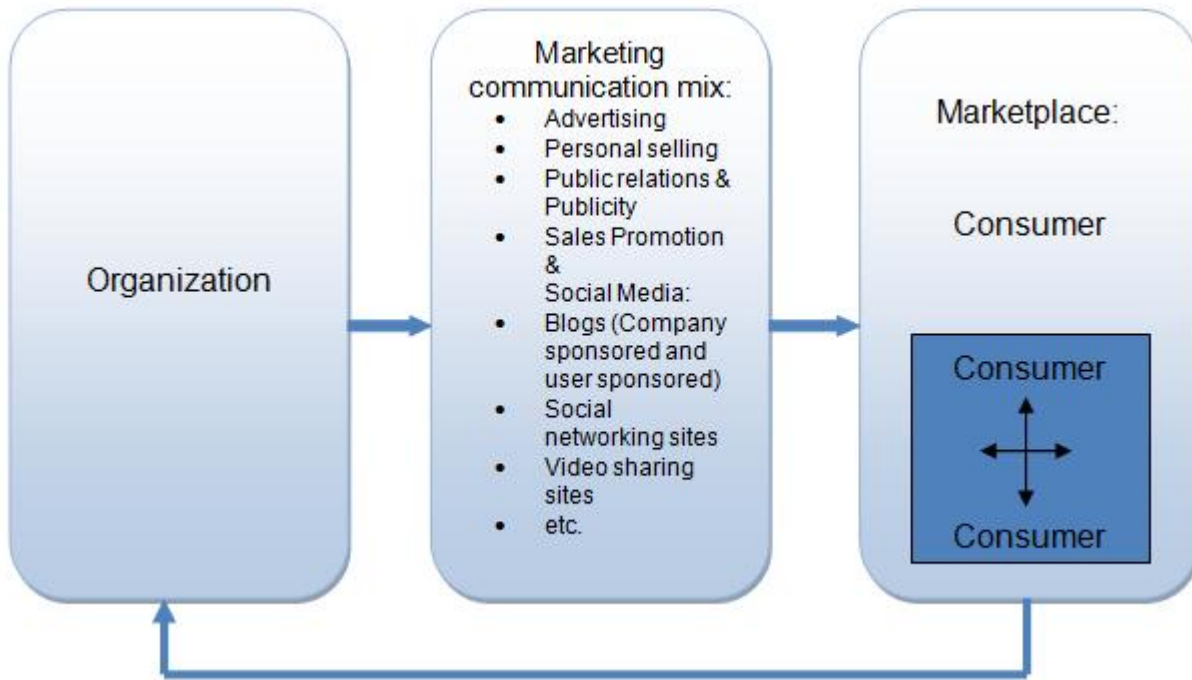 Organization
Marketing
communication mix:
• Advertising
• Personal selling
• Public relations &
Publicity
• Sales Promotion
&
Social Media:
• Blogs (Company
sponsored and
user sponsored)
• Social
networking sites
• Video sharing
sites
• etc.
Marketplace:
Consumer
Consumer
Consumer